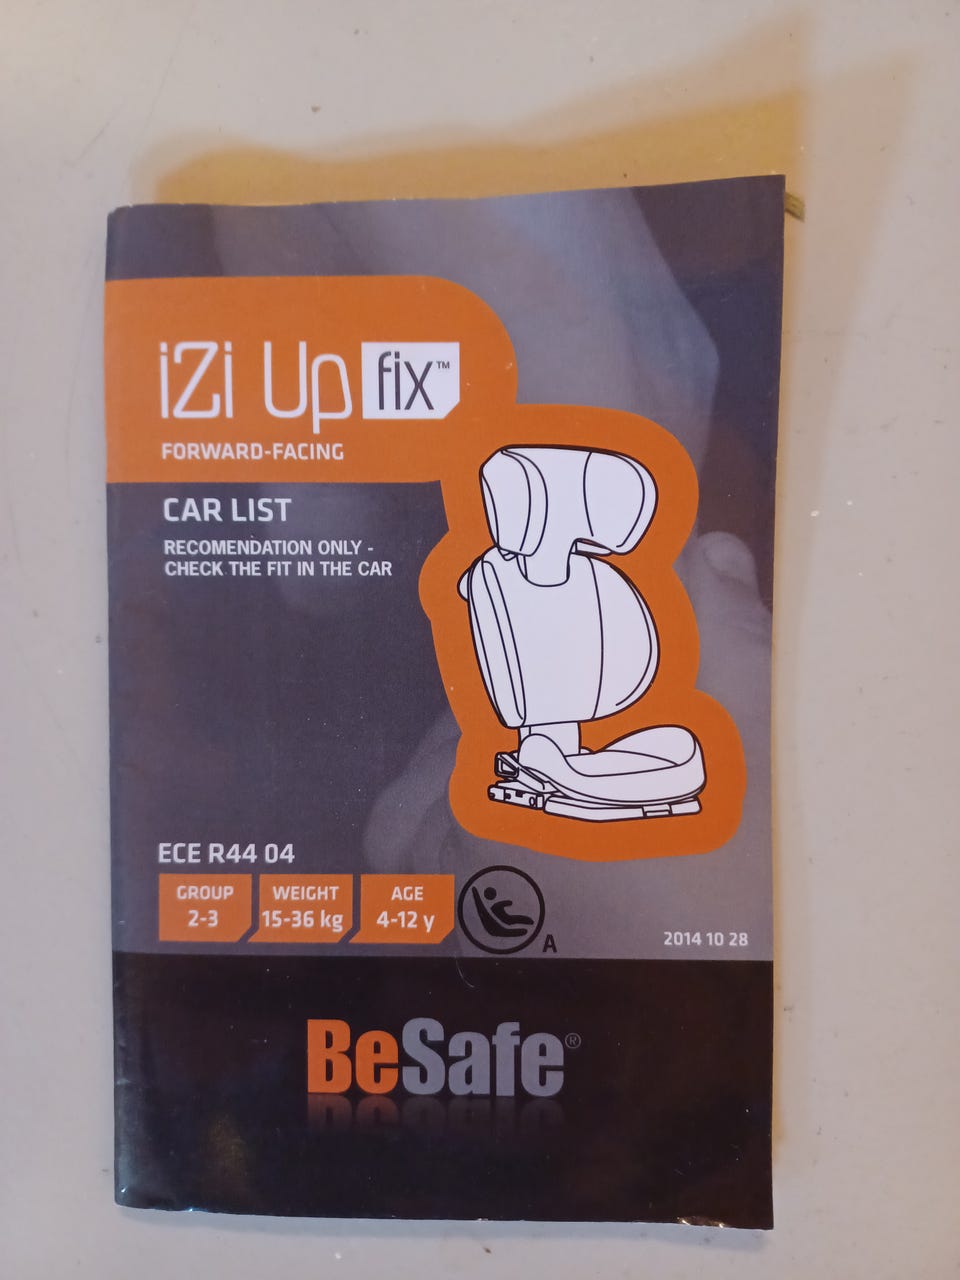 iZi Up fix™
FORWARD-FACING
CAR LIST
RECOMENDATION ONLY -
CHECK THE FIT IN THE CAR
ECE R44 04
GROUP
2-3
WEIGHT
15-36 kg
AGE
4-12 y
A
2014 10 28
BeSafe®